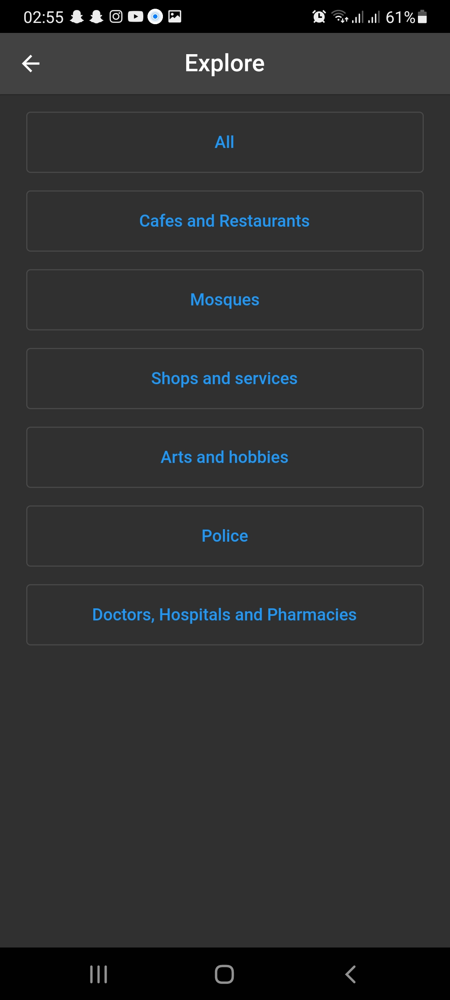 02:55 61%
Explore
All
Cafes and Restaurants
Mosques
Shops and services
Arts and hobbies
Police
Doctors, Hospitals and Pharmacies